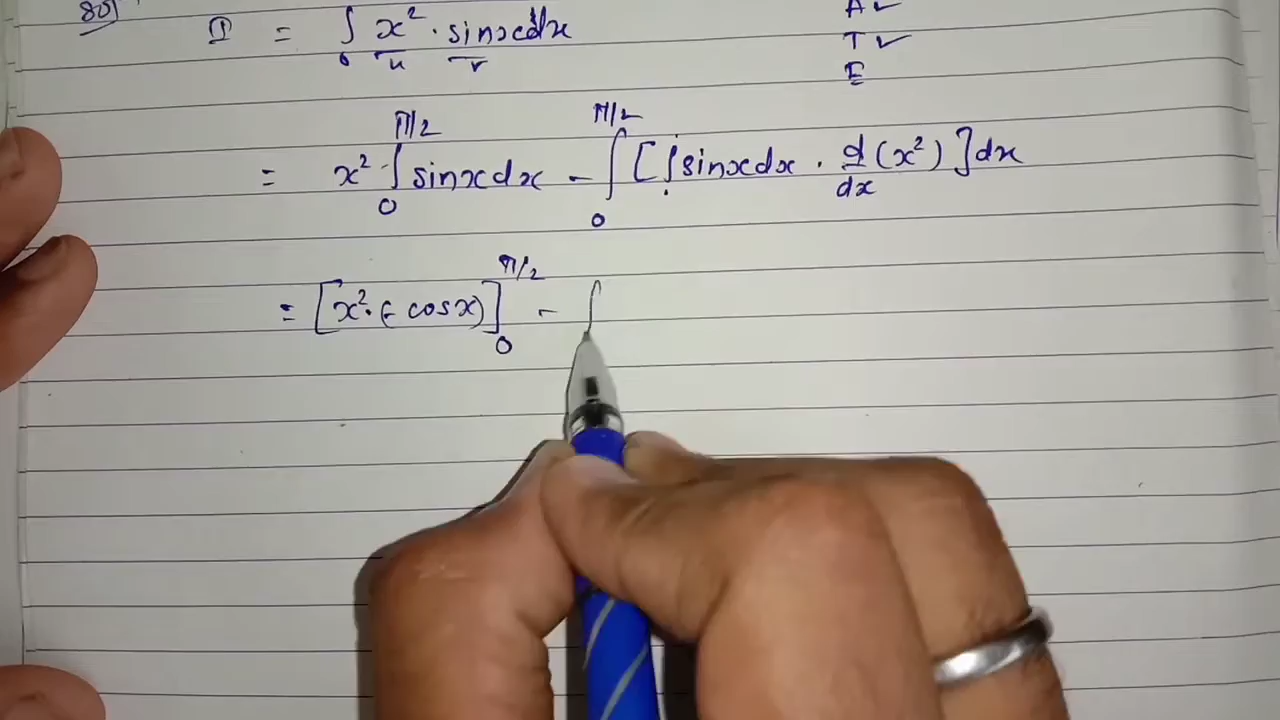 sol
I = ∫₀ x² · sinx dx
u v
A ✓
T ✓
E
= x² · ∫₀^{π/2} sinx dx - ∫₀^{π/2} [∫sinx dx · d/dx (x²)] dx
= [x² · (- cosx)]₀^{π/2} - ∫